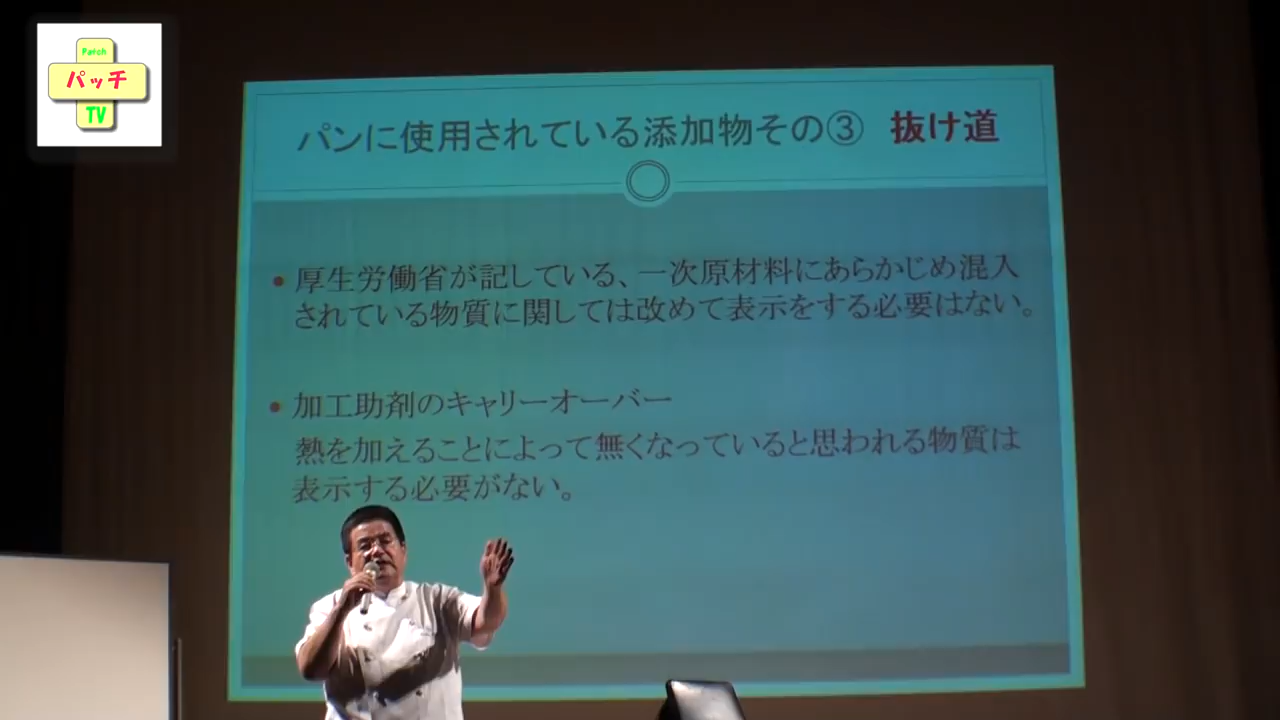 Patch
パッチ
TV
パンに使用されている添加物その③ 抜け道
• 厚生労働省が記している、一次原材料にあらかじめ混入
されている物質に関しては改めて表示をする必要はない。
• 加工助剤のキャリーオーバー
熱を加えることによって無くなっていると思われる物質は
表示する必要がない。